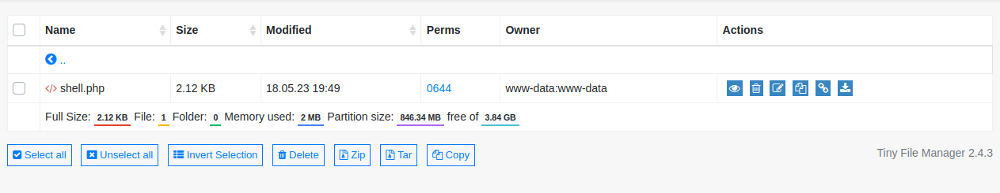 Name Size Modified Perms Owner Actions
..
shell.php 2.12 KB 18.05.23 19:49 0644 www-data:www-data
Full Size: 2.12 KB File: 1 Folder: 0 Memory used: 2 MB Partition size: 846.34 MB free of 3.84 GB
Select all Unselect all Invert Selection Delete Zip Tar Copy Tiny File Manager 2.4.3